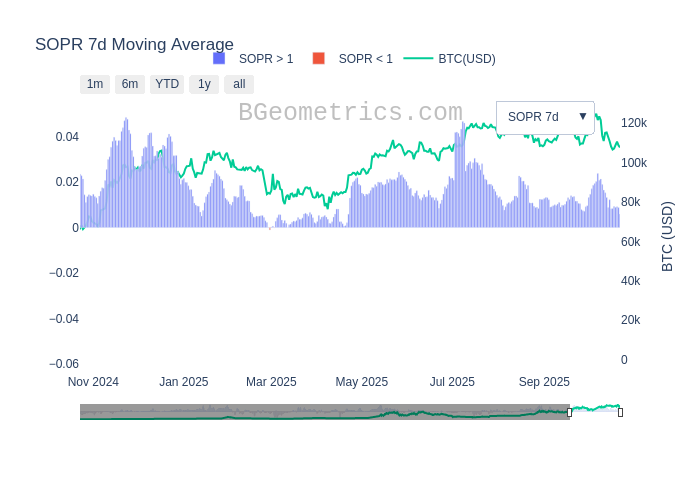 SOPR 7d Moving Average
SOPR > 1
SOPR < 1
BTC(USD)
1m
6m
YTD
1y
all
BGeometrics.com
SOPR 7d
▼
0.04
0.02
0
−0.02
−0.04
−0.06
120k
100k
80k
60k
40k
20k
0
BTC (USD)
Nov 2024
Jan 2025
Mar 2025
May 2025
Jul 2025
Sep 2025